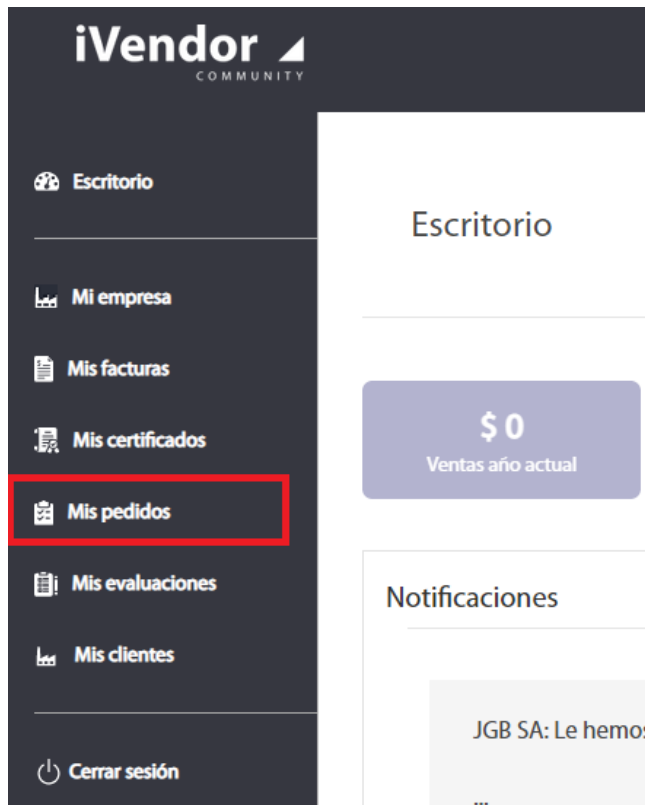 iVendor
COMMUNITY
Escritorio
Mi empresa
Mis facturas
Mis certificados
Mis pedidos
Mis evaluaciones
Mis clientes
Cerrar sesión
Escritorio
$ 0
Ventas año actual
Notificaciones
JGB SA: Le hemos